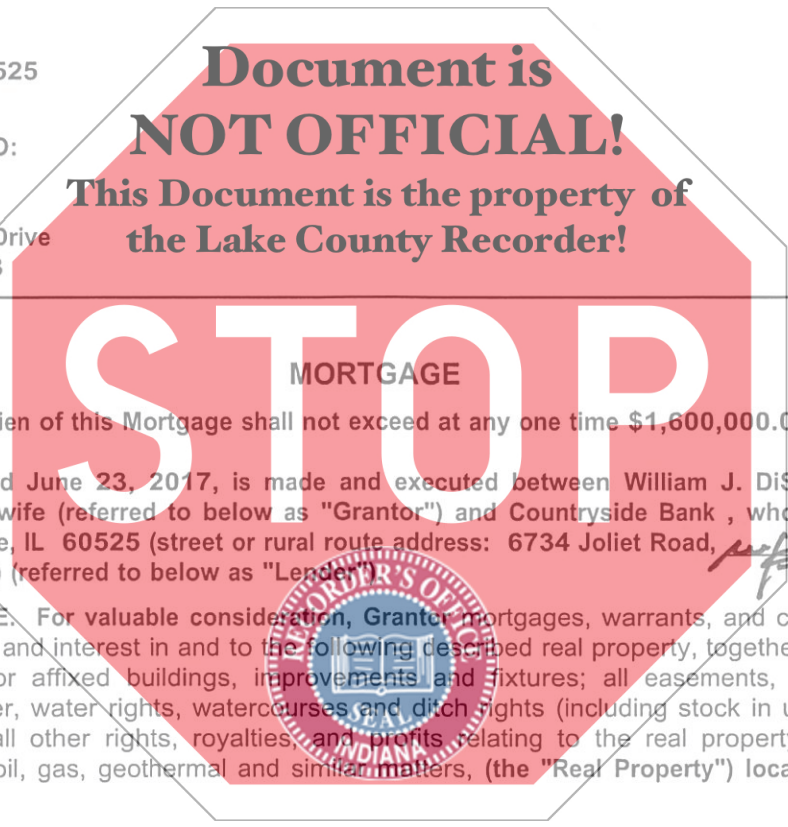 525
Document is
NOT OFFICIAL!
This Document is the property of
the Lake County Recorder!
Drive
STOP
MORTGAGE
ien of this Mortgage shall not exceed at any one time $1,600,000.0
d June 23, 2017, is made and executed between William J. DiS
wife (referred to below as "Grantor") and Countryside Bank , who
e, IL 60525 (street or rural route address: 6734 Joliet Road,
(referred to below as "Lender").
E. For valuable consideration, Grantor mortgages, warrants, and c
and interest in and to the following described real property, togethe
or affixed buildings, improvements and fixtures; all easements,
er, water rights, watercourses and ditch rights (including stock in u
all other rights, royalties, and profits relating to the real property
oil, gas, geothermal and similar matters, (the "Real Property") loca
RECORDER'S OFFICE
SEAL
INDIANA